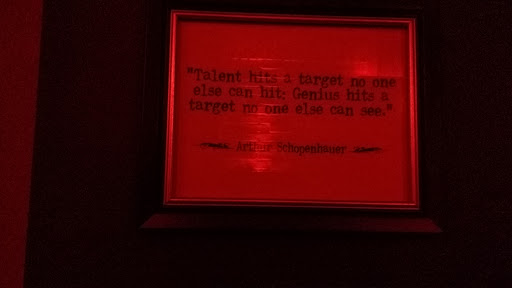 "Talent hits a target no one
else can hit; Genius hits a
target no one else can see."
Arthur Schopenhauer